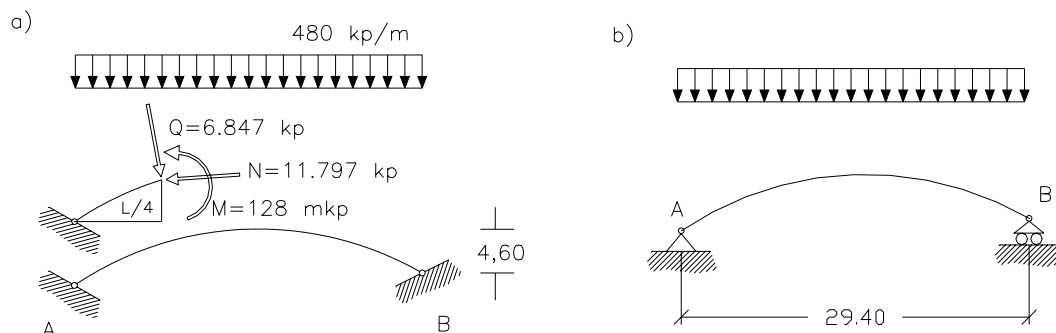 a)
480 kp/m
b)
Q=6.847 kp
N=11.797 kp
L/4
M=128 mkp
4,60
A
B
A
B
29.40